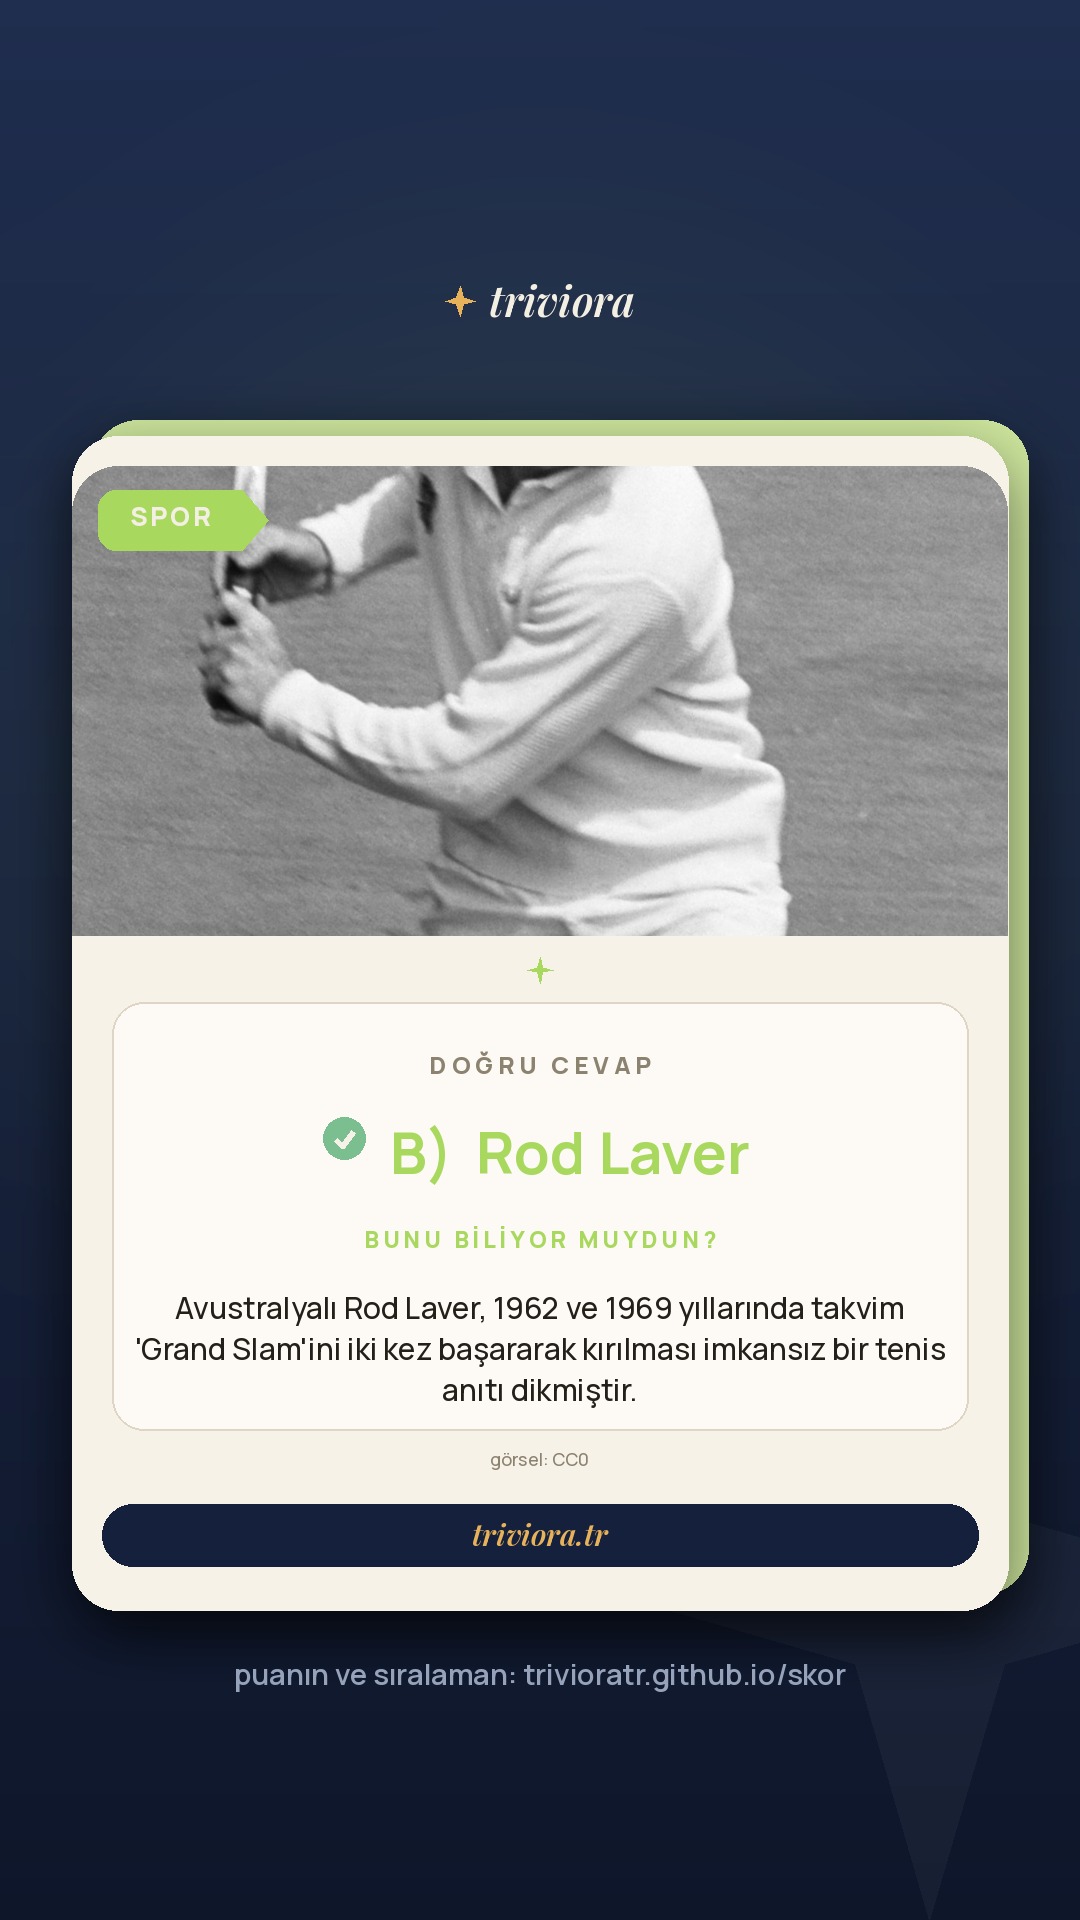 triviora
SPOR
DOĞRU CEVAP
B) Rod Laver
BUNU BİLİYOR MUYDUN?
Avustralyalı Rod Laver, 1962 ve 1969 yıllarında takvim
'Grand Slam'ini iki kez başararak kırılması imkansız bir tenis
anıtı dikmiştir.
görsel: CC0
triviora.tr
puanın ve sıralaman: trivioratr.github.io/skor